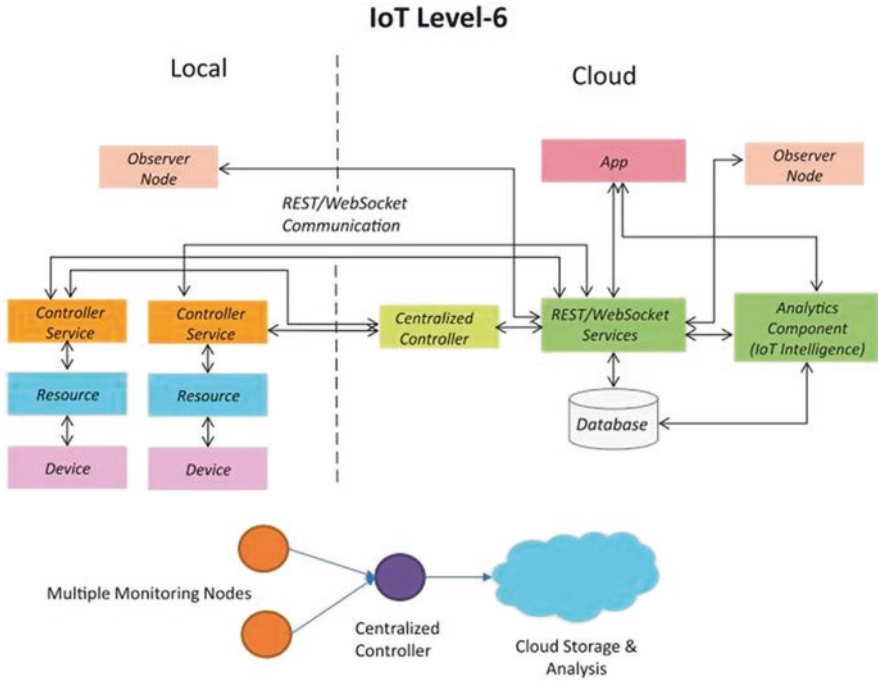 IoT Level-6
Local
Cloud
Observer
Node
App
Observer
Node
REST/WebSocket
Communication
Controller
Service
Controller
Service
Centralized
Controller
REST/WebSocket
Services
Analytics
Component
(IoT Intelligence)
Resource
Resource
Database
Device
Device
Multiple Monitoring Nodes
Centralized
Controller
Cloud Storage &
Analysis